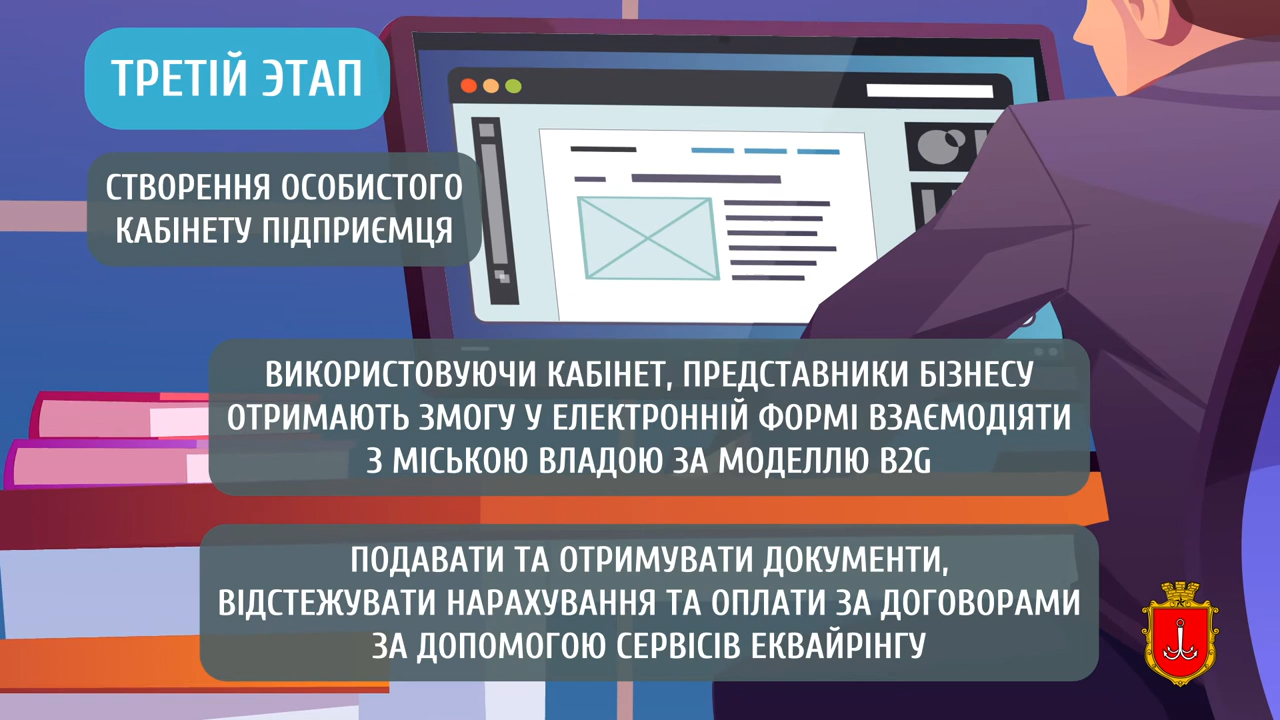 ТРЕТІЙ ЭТАП
СТВОРЕННЯ ОСОБИСТОГО
КАБІНЕТУ ПІДПРИЄМЦЯ
ВИКОРИСТОВУЮЧИ КАБІНЕТ, ПРЕДСТАВНИКИ БІЗНЕСУ
ОТРИМАЮТЬ ЗМОГУ У ЕЛЕКТРОННІЙ ФОРМІ ВЗАЄМОДІЯТИ
З МІСЬКОЮ ВЛАДОЮ ЗА МОДЕЛЛЮ B2G
ПОДАВАТИ ТА ОТРИМУВАТИ ДОКУМЕНТИ,
ВІДСТЕЖУВАТИ НАРАХУВАННЯ ТА ОПЛАТИ ЗА ДОГОВОРАМИ
ЗА ДОПОМОГОЮ СЕРВІСІВ ЕКВАЙРІНГУ